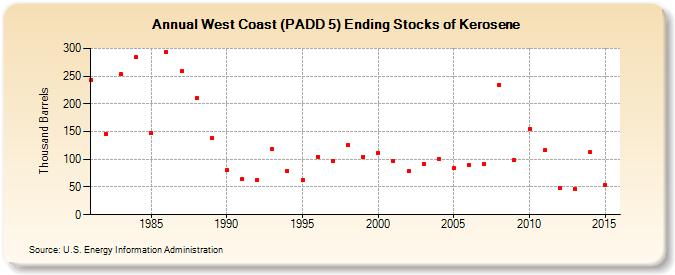 Annual West Coast (PADD 5) Ending Stocks of Kerosene
Thousand Barrels
300
250
200
150
100
50
0
1985 1990 1995 2000 2005 2010 2015
Source: U.S. Energy Information Administration